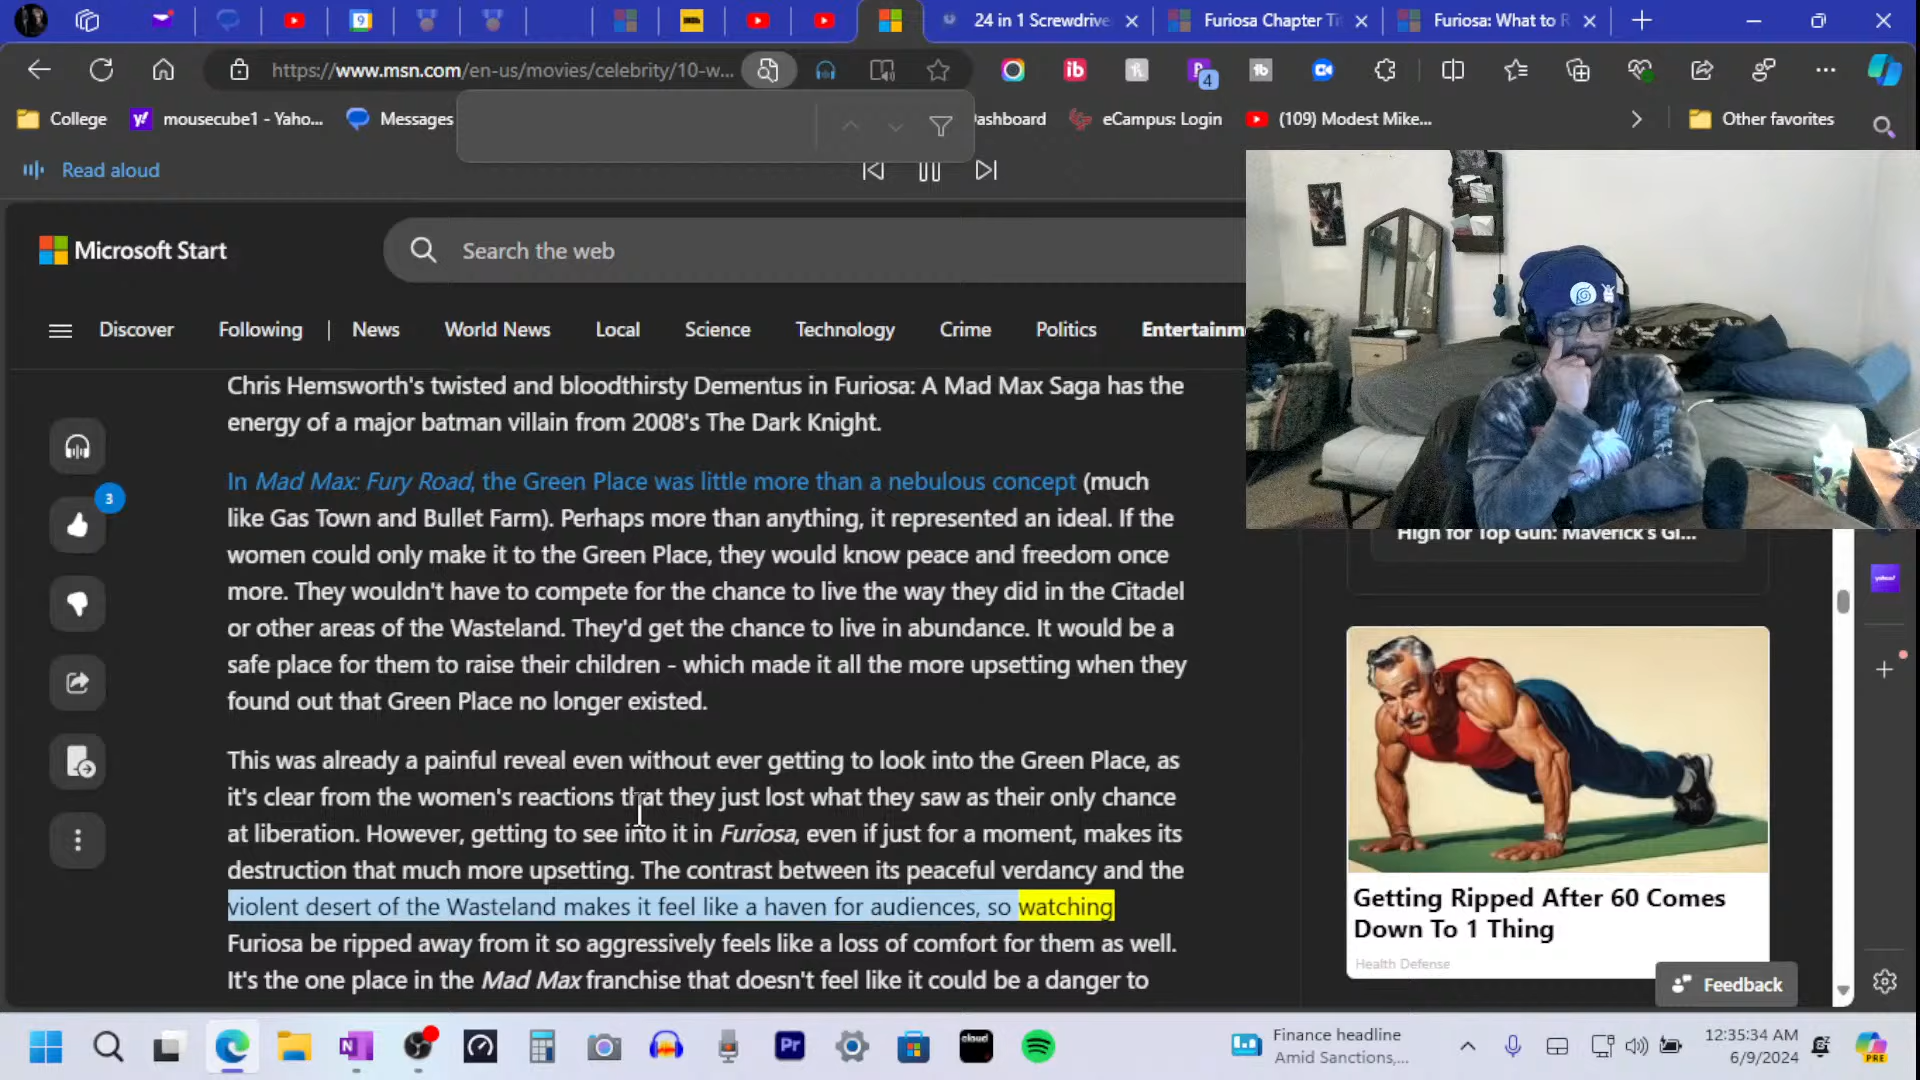 9
IMDb
24 in 1 Screwdrive
Furiosa Chapter Ti
Furiosa: What to R
https://www.msn.com/en-us/movies/celebrity/10-w...
ib
h
4
tb
College
mousecube1 - Yaho...
Messages
ashboard
eCampus: Login
(109) Modest Mike...
Other favorites
Read aloud
Microsoft Start
Search the web
Discover
Following
News
World News
Local
Science
Technology
Crime
Politics
Entertainm
Chris Hemsworth's twisted and bloodthirsty Dementus in Furiosa: A Mad Max Saga has the
energy of a major batman villain from 2008's The Dark Knight.
In Mad Max: Fury Road, the Green Place was little more than a nebulous concept (much
like Gas Town and Bullet Farm). Perhaps more than anything, it represented an ideal. If the
women could only make it to the Green Place, they would know peace and freedom once
more. They wouldn't have to compete for the chance to live the way they did in the Citadel
or other areas of the Wasteland. They'd get the chance to live in abundance. It would be a
safe place for them to raise their children - which made it all the more upsetting when they
found out that Green Place no longer existed.
This was already a painful reveal even without ever getting to look into the Green Place, as
it's clear from the women's reactions that they just lost what they saw as their only chance
at liberation. However, getting to see into it in Furiosa, even if just for a moment, makes its
destruction that much more upsetting. The contrast between its peaceful verdancy and the
violent desert of the Wasteland makes it feel like a haven for audiences, so watching
Furiosa be ripped away from it so aggressively feels like a loss of comfort for them as well.
It's the one place in the Mad Max franchise that doesn't feel like it could be a danger to
3
High for Top Gun: Maverick's Gl...
yahoo!
Getting Ripped After 60 Comes
Down To 1 Thing
Health Defense
Feedback
N
Pr
cloud
Finance headline
Amid Sanctions,...
12:35:34 AM
6/9/2024
PRE